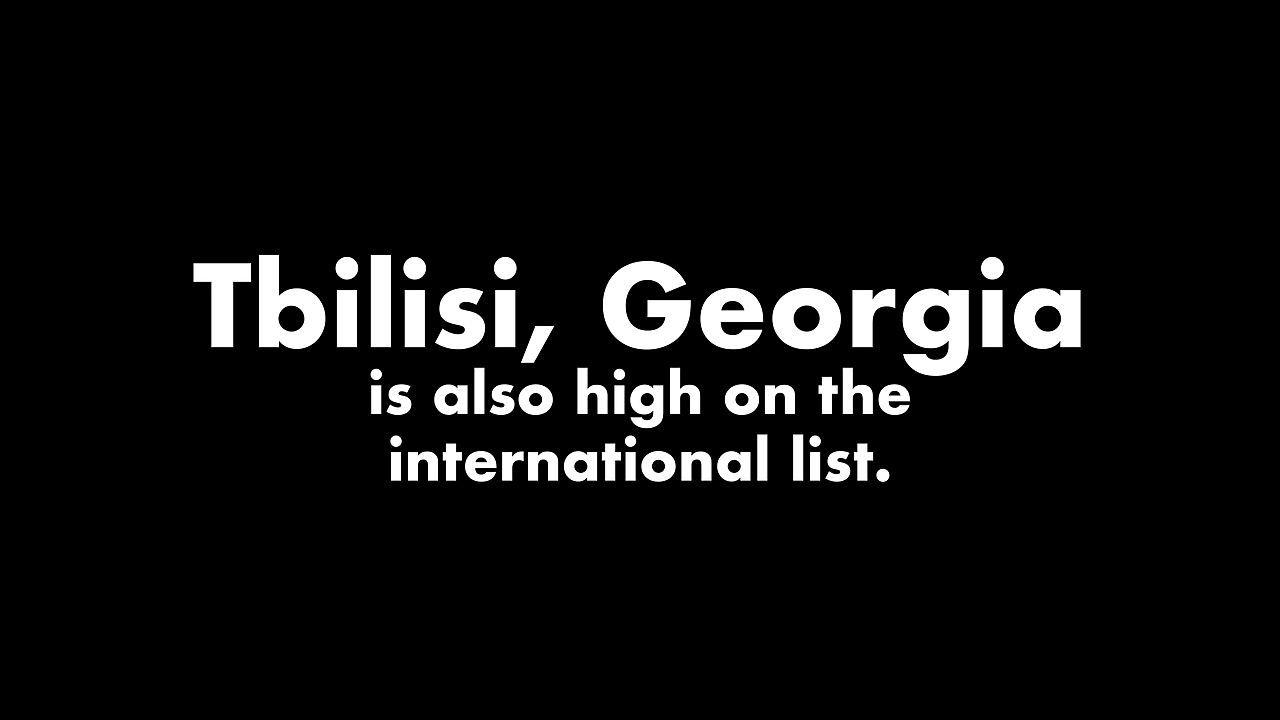 Tbilisi, Georgia
is also high on the
international list.